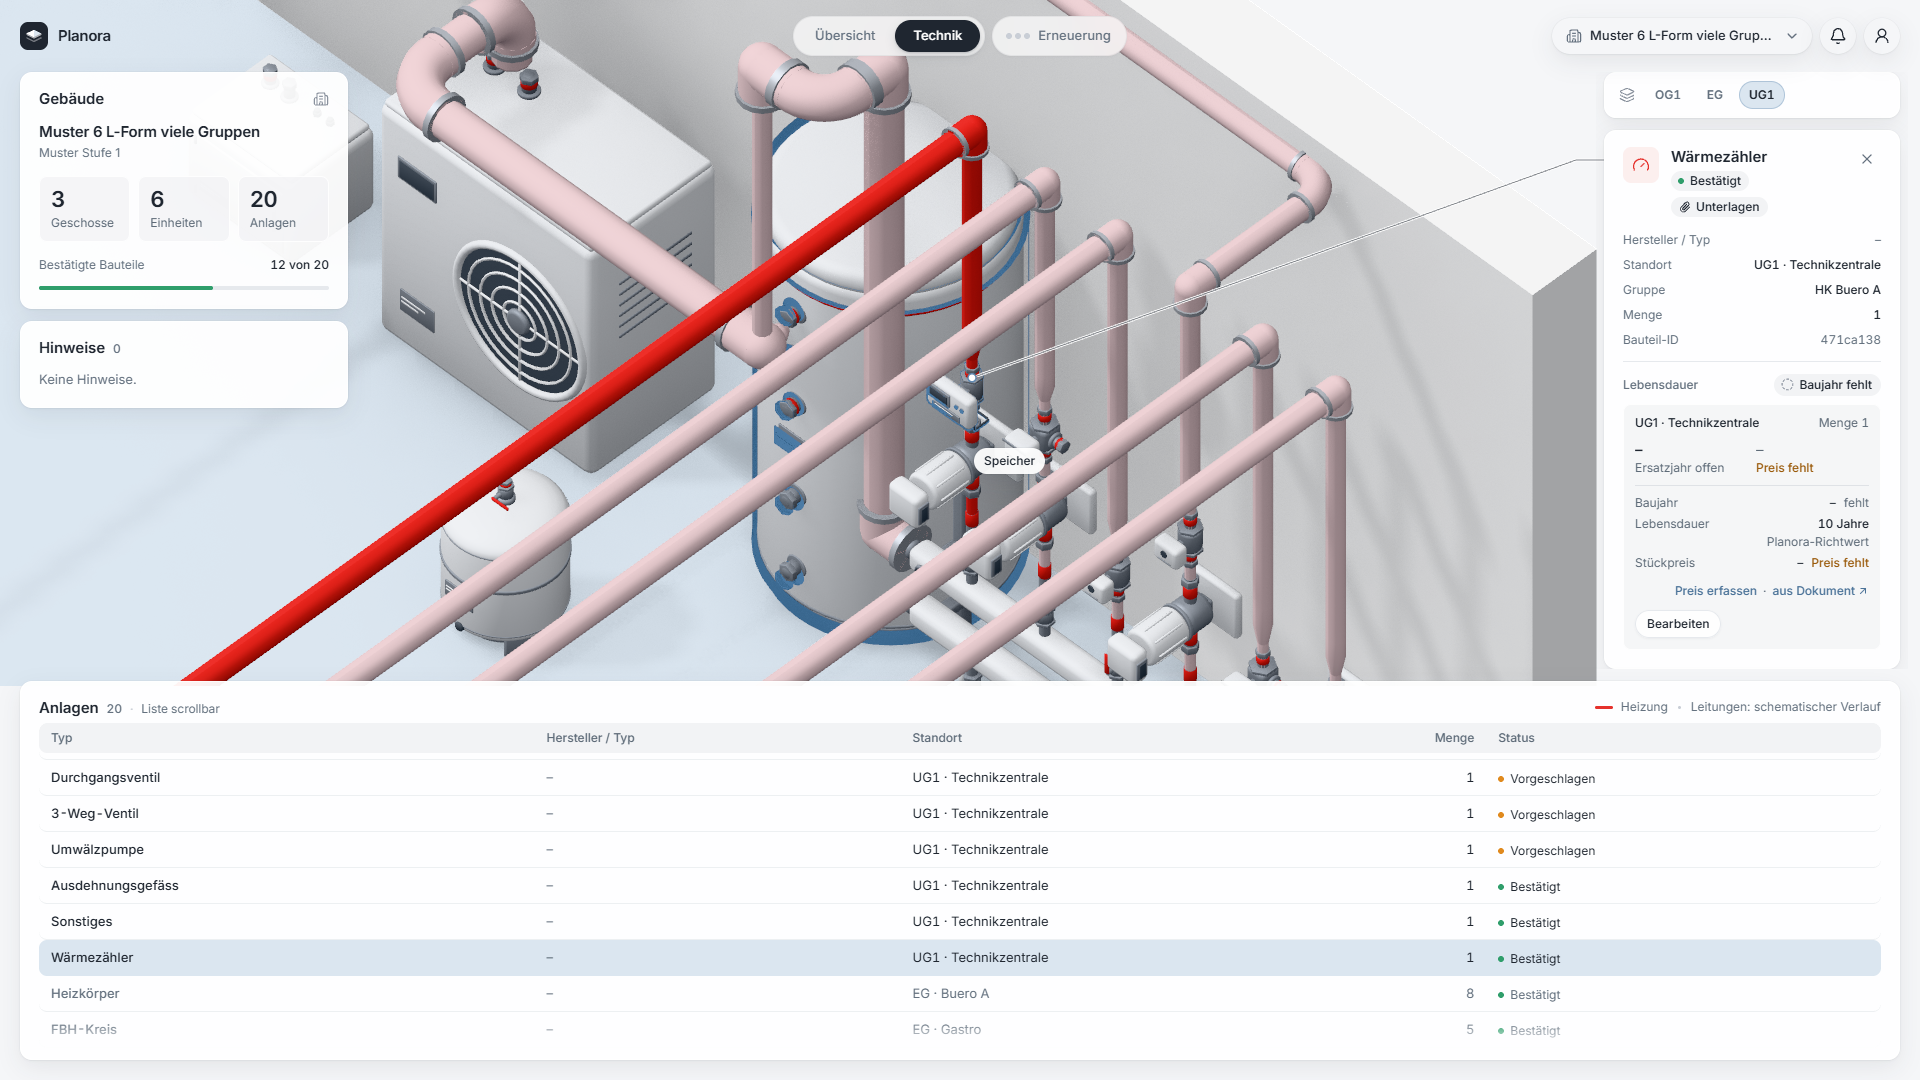 Planora
Übersicht
Technik
Erneuerung
Muster 6 L-Form viele Grup...
Gebäude
Muster 6 L-Form viele Gruppen
Muster Stufe 1
3
Geschosse
6
Einheiten
20
Anlagen
Bestätigte Bauteile
12 von 20
Hinweise 0
Keine Hinweise.
Speicher
OG1
EG
UG1
Wärmezähler
Bestätigt
Unterlagen
Hersteller / Typ –
Standort UG1 · Technikzentrale
Gruppe HK Buero A
Menge 1
Bauteil-ID 471ca138
Lebensdauer Baujahr fehlt
UG1 · Technikzentrale Menge 1
– –
Ersatzjahr offen Preis fehlt
Baujahr – fehlt
Lebensdauer 10 Jahre
Planora-Richtwert
Stückpreis – Preis fehlt
Preis erfassen · aus Dokument ↗
Bearbeiten
Anlagen 20 · Liste scrollbar
Heizung · Leitungen: schematischer Verlauf
Typ Hersteller / Typ Standort Menge Status
Durchgangsventil – UG1 · Technikzentrale 1 Vorgeschlagen
3-Weg-Ventil – UG1 · Technikzentrale 1 Vorgeschlagen
Umwälzpumpe – UG1 · Technikzentrale 1 Vorgeschlagen
Ausdehnungsgefäss – UG1 · Technikzentrale 1 Bestätigt
Sonstiges – UG1 · Technikzentrale 1 Bestätigt
Wärmezähler – UG1 · Technikzentrale 1 Bestätigt
Heizkörper – EG · Buero A 8 Bestätigt
FBH-Kreis – EG · Gastro 5 Bestätigt